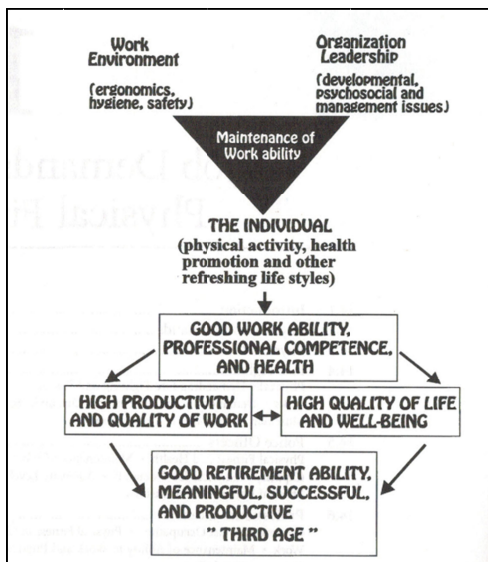 Work
Environment
(ergonomics,
hygiene, safety)
Organization
Leadership
(developmental,
psychosocial and
management issues)
Maintenance of
Work ability
THE INDIVIDUAL
(physical activity, health
promotion and other
refreshing life styles)
GOOD WORK ABILITY,
PROFESSIONAL COMPETENCE,
AND HEALTH
HIGH PRODUCTIVITY
AND QUALITY OF WORK
HIGH QUALITY OF LIFE
AND WELL-BEING
GOOD RETIREMENT ABILITY,
MEANINGFUL, SUCCESSFUL,
AND PRODUCTIVE
" THIRD AGE "